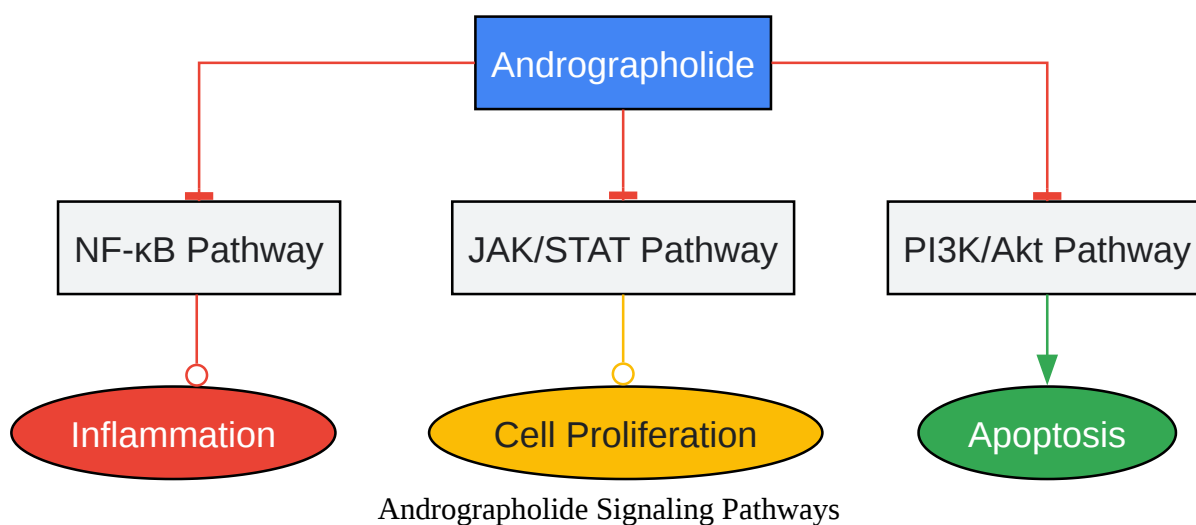 Andrographolide
NF-κB Pathway
JAK/STAT Pathway
PI3K/Akt Pathway
Inflammation
Cell Proliferation
Apoptosis
Andrographolide Signaling Pathways